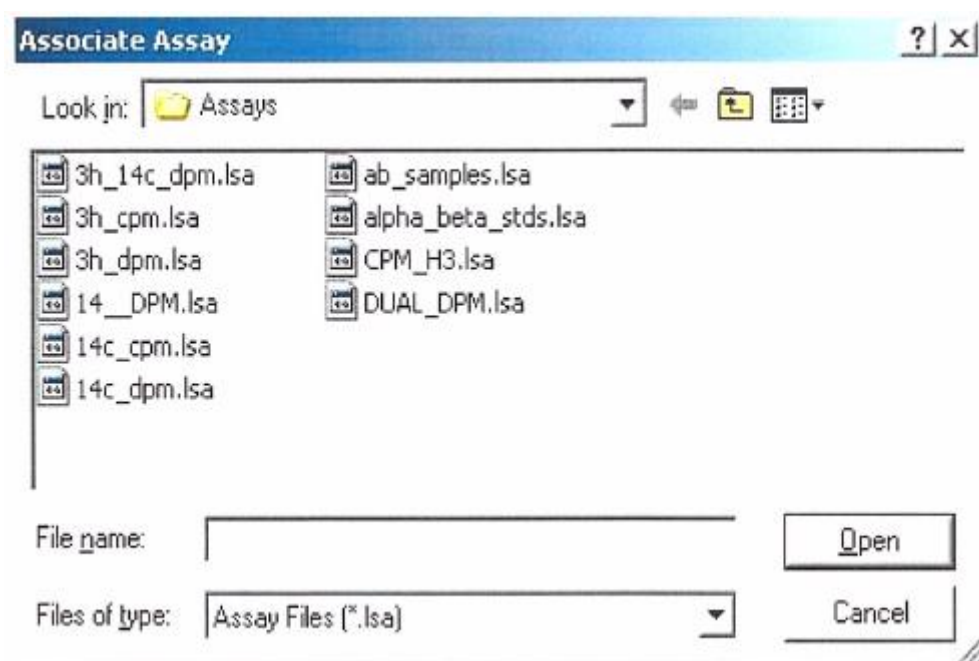 Associate Assay
Look in: Assays
3h_14c_dpm.lsa
3h_cpm.lsa
3h_dpm.lsa
14__DPM.lsa
14c_cpm.lsa
14c_dpm.lsa
ab_samples.lsa
alpha_beta_stds.lsa
CPM_H3.lsa
DUAL_DPM.lsa
File name:
Open
Files of type: Assay Files (*.lsa)
Cancel